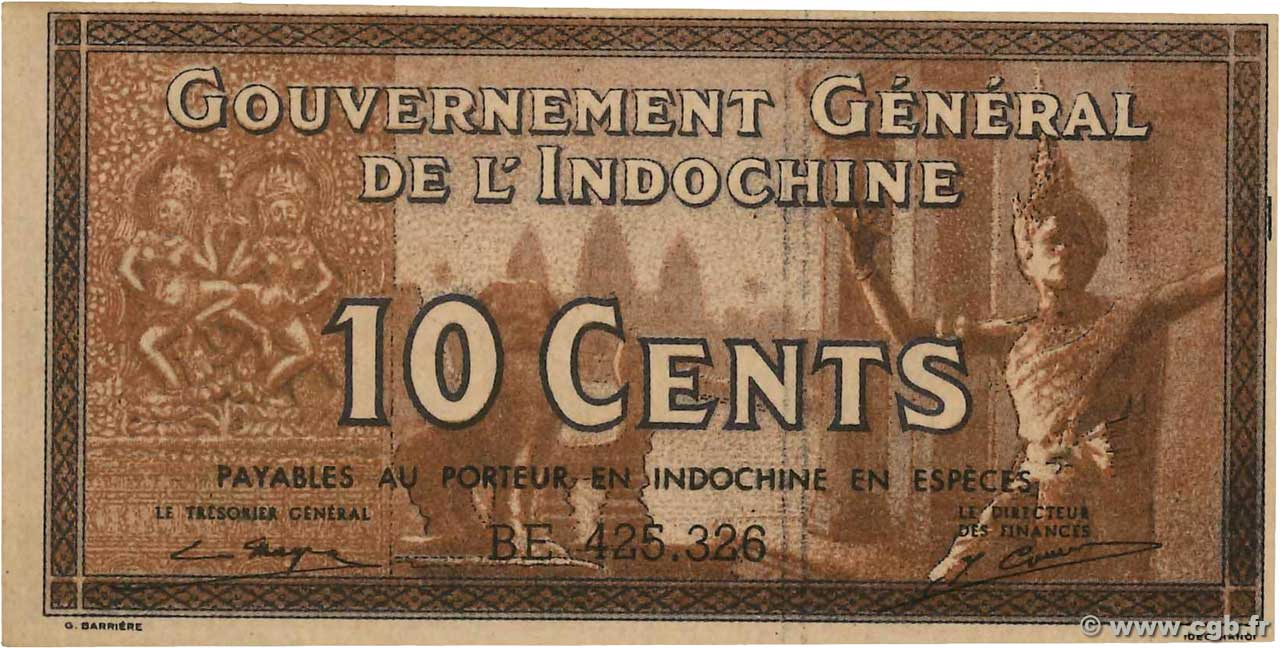 GOUVERNEMENT GÉNÉRAL
DE L'INDOCHINE
10 CENTS
PAYABLES AU PORTEUR EN INDOCHINE EN ESPÈCES
LE TRÉSORIER GÉNÉRAL
LE DIRECTEUR
DES FINANCES
BE 425.326
G. BARRIÈRE
© www.cgb.fr